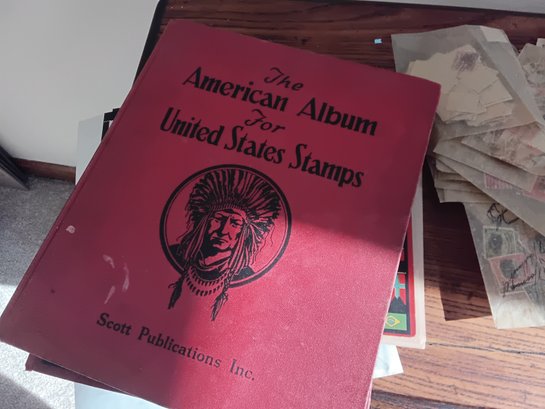 The
American Album
For
United States Stamps
Scott Publications Inc.